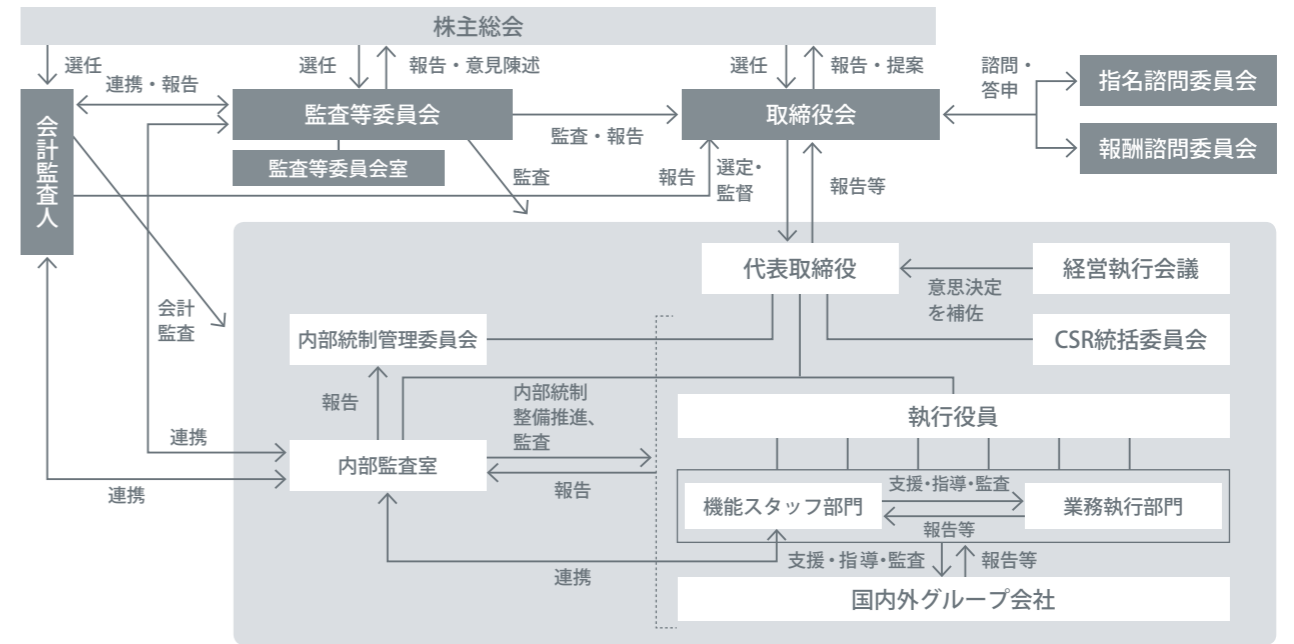 株主総会
選任
連携・報告
選任
報告・意見陳述
選任
報告・提案
諮問・
答申
指名諮問委員会
報酬諮問委員会
会計監査人
監査等委員会
監査等委員会室
監査・報告
取締役会
監査
報告
選定・
監督
報告等
代表取締役
経営執行会議
意思決定
を補佐
会計
監査
内部統制管理委員会
CSR統括委員会
報告
内部統制
整備推進、
監査
執行役員
連携
内部監査室
報告
連携
機能スタッフ部門
支援・指導・監査
報告等
業務執行部門
連携
支援・指導・監査
報告等
国内外グループ会社